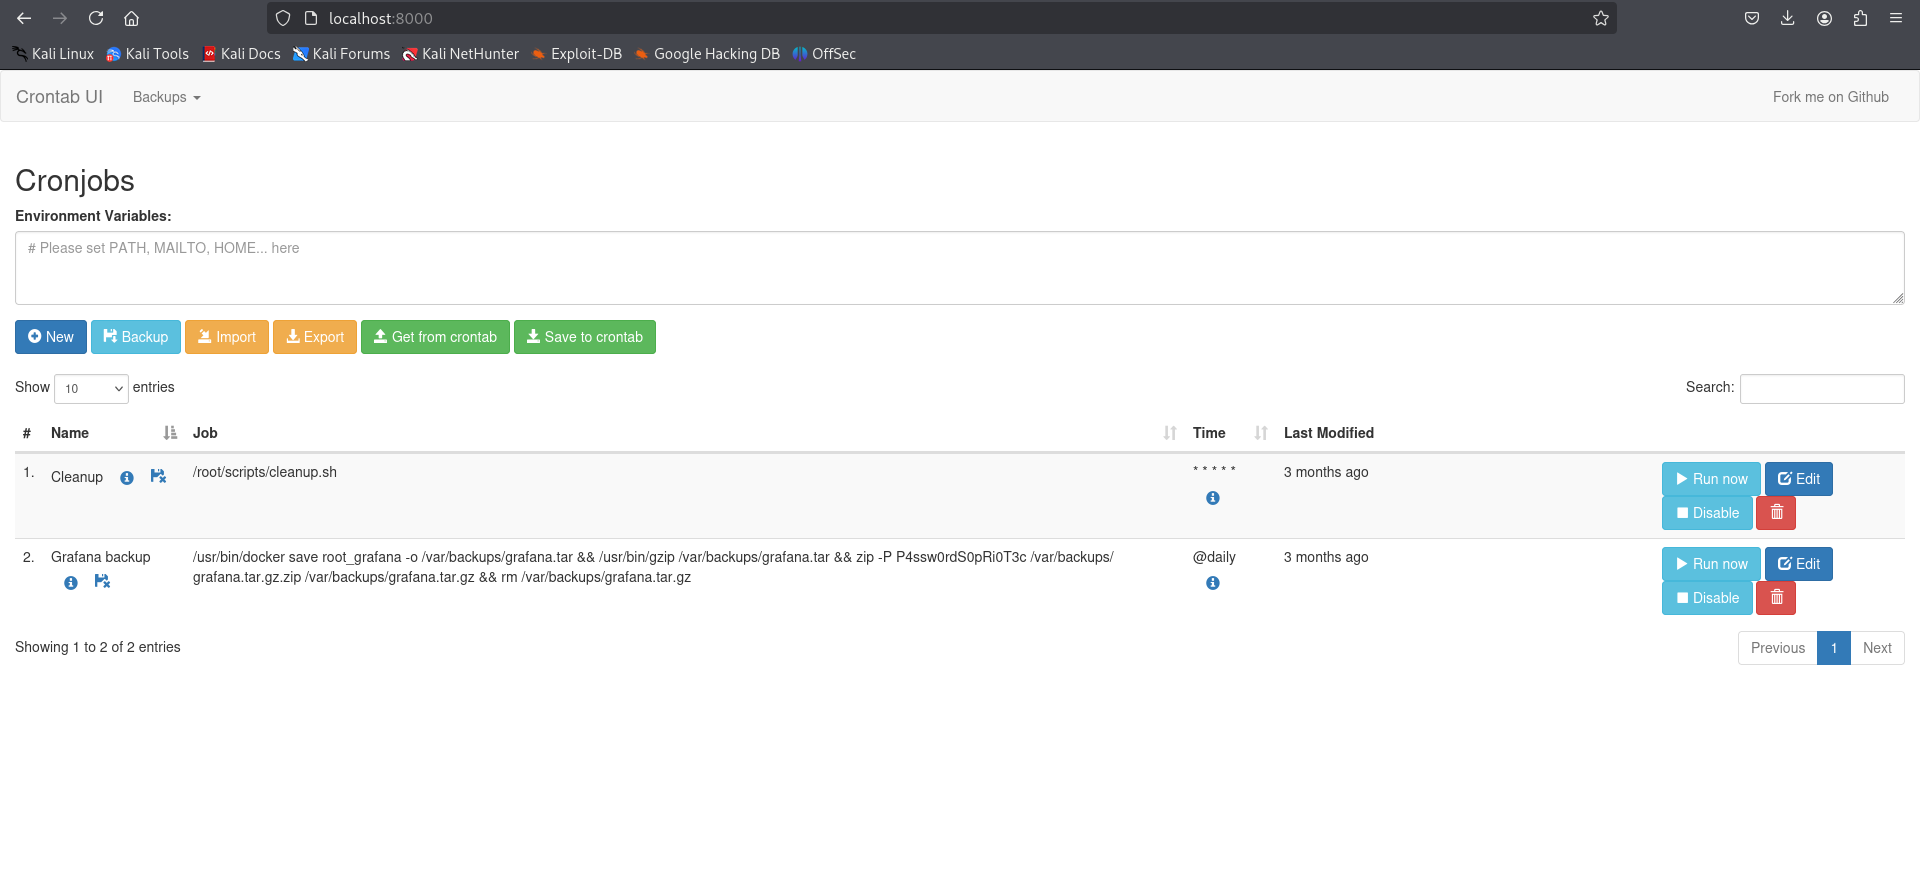 localhost:8000
Kali Linux Kali Tools Kali Docs Kali Forums Kali NetHunter Exploit-DB Google Hacking DB OffSec
Crontab UI Backups Fork me on Github
Cronjobs
Environment Variables:
# Please set PATH, MAILTO, HOME... here
New Backup Import Export Get from crontab Save to crontab
Show 10 entries Search:
# Name Job Time Last Modified
1. Cleanup /root/scripts/cleanup.sh * * * * * 3 months ago Run now Edit
Disable
2. Grafana backup /usr/bin/docker save root_grafana -o /var/backups/grafana.tar && /usr/bin/gzip /var/backups/grafana.tar && zip -P P4ssw0rdS0pRi0T3c /var/backups/ @daily 3 months ago Run now Edit
grafana.tar.gz.zip /var/backups/grafana.tar.gz && rm /var/backups/grafana.tar.gz
Disable
Showing 1 to 2 of 2 entries Previous 1 Next